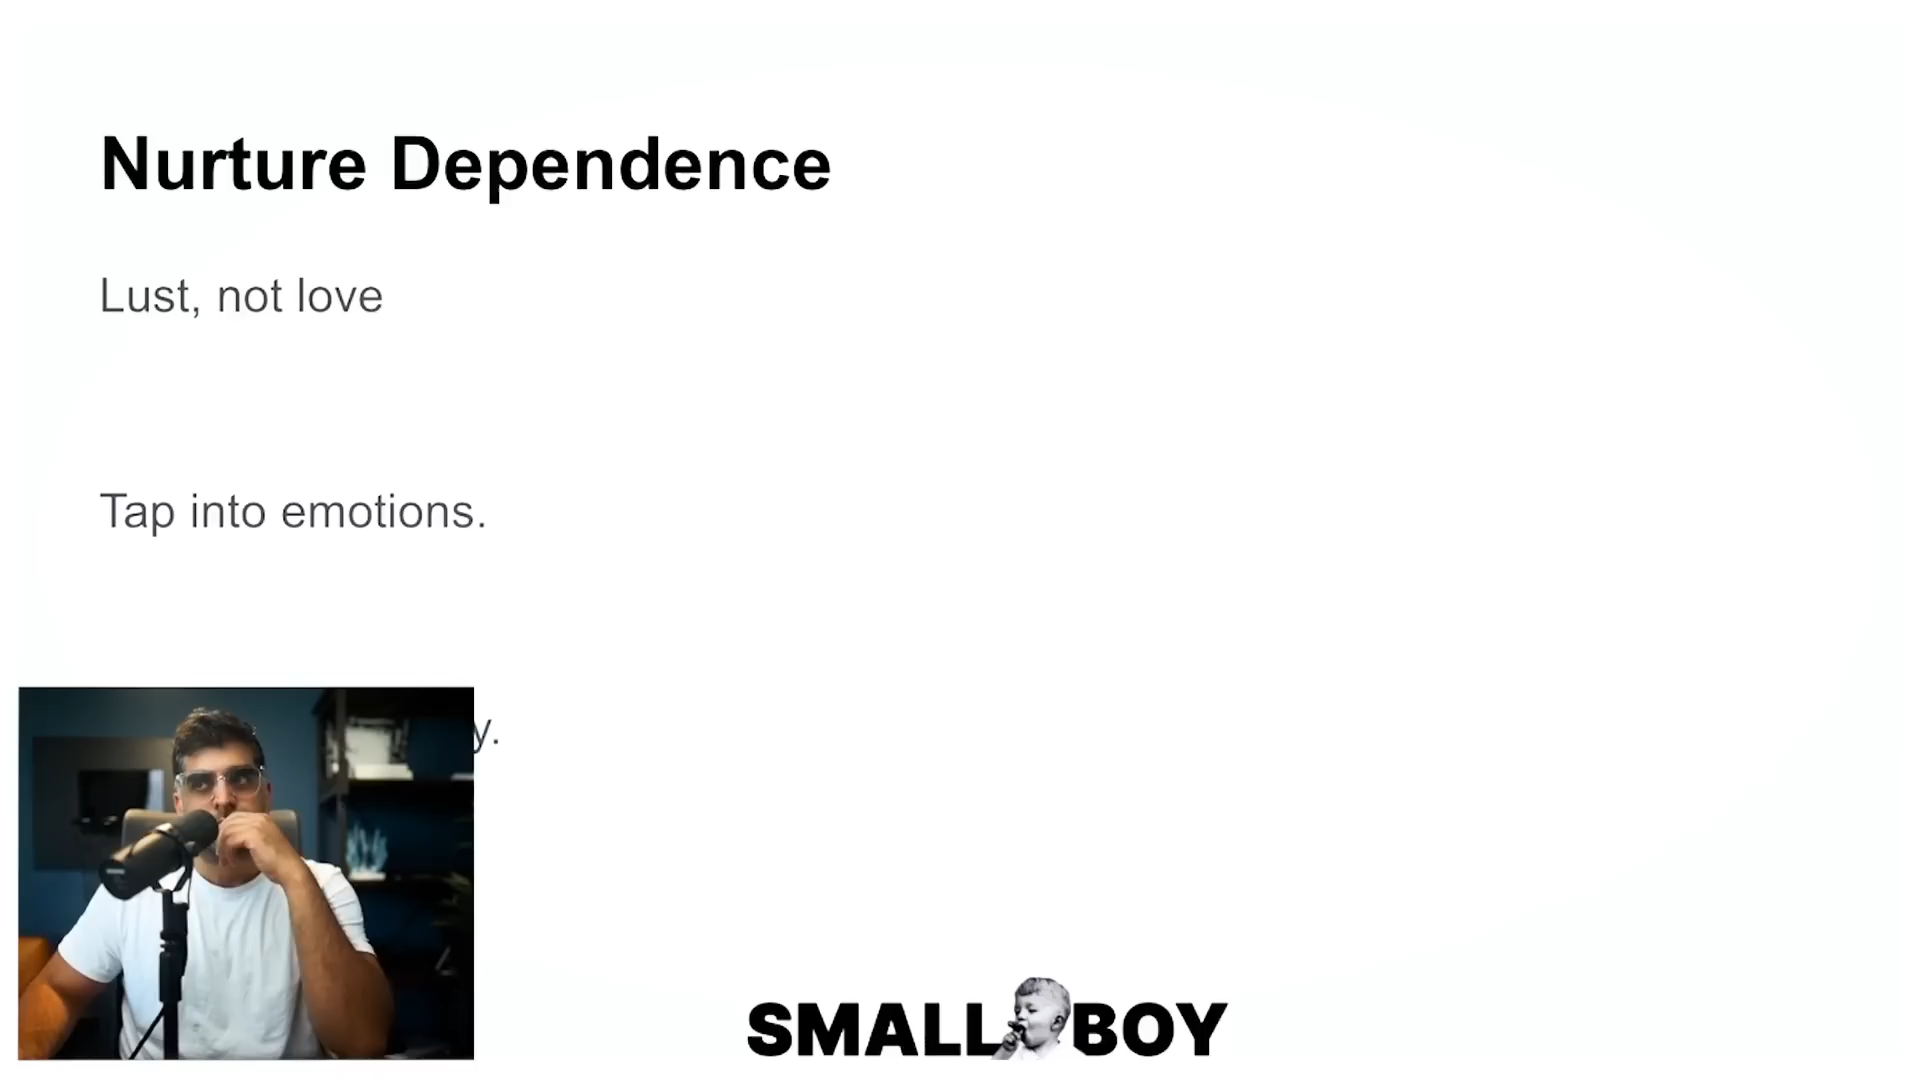 Nurture Dependence
Lust, not love
Tap into emotions.
SMALL BOY